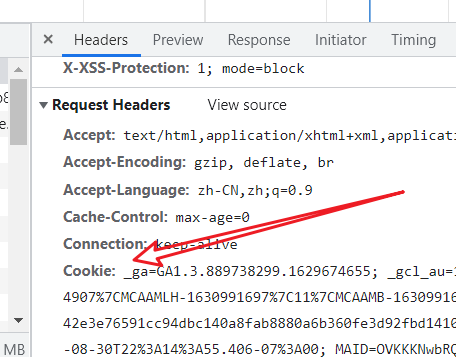 Headers Preview Response Initiator Timing
X-XSS-Protection: 1; mode=block
Request Headers View source
Accept: text/html,application/xhtml+xml,applicati
Accept-Encoding: gzip, deflate, br
Accept-Language: zh-CN,zh;q=0.9
Cache-Control: max-age=0
Connection: keep-alive
Cookie: _ga=GA1.3.889738299.1629674655; _gcl_au=1
4907%7CMCAAMLH-1630991697%7C11%7CMCAAMB-16309916
42e3e76591cc94dbc140a8fab8880a6b360fe3d92fbd1410
-08-30T22%3A14%3A55.406-07%3A00; MAID=OVKKKNwbRQ